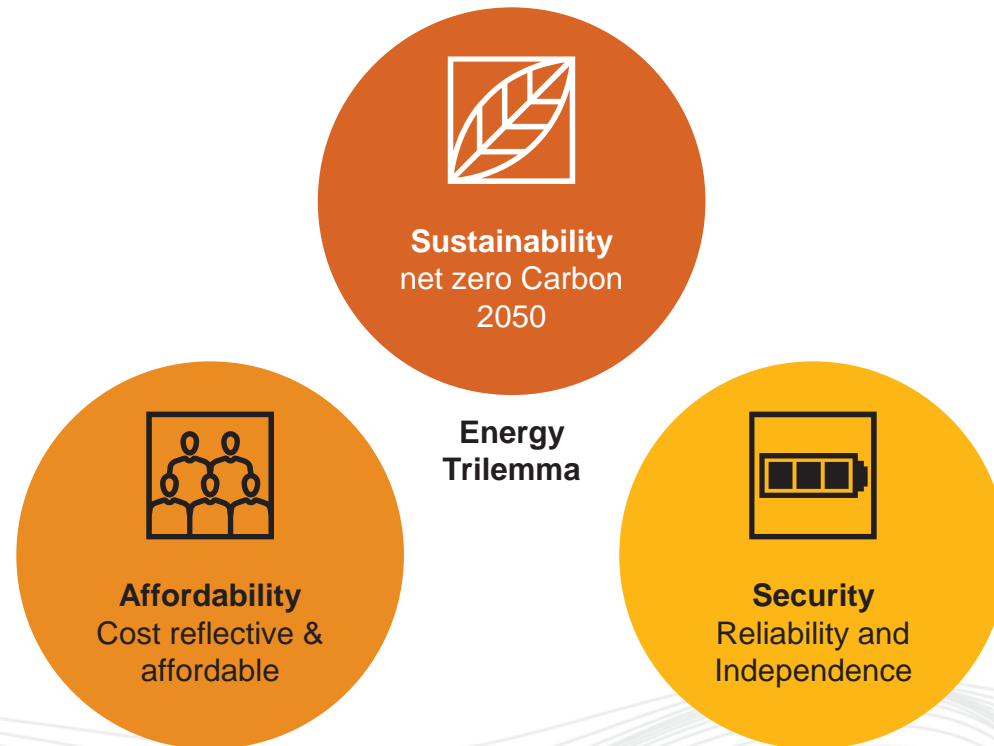 Sustainability
net zero Carbon
2050
Energy
Trilemma
Affordability
Cost reflective &
affordable
Security
Reliability and
Independence